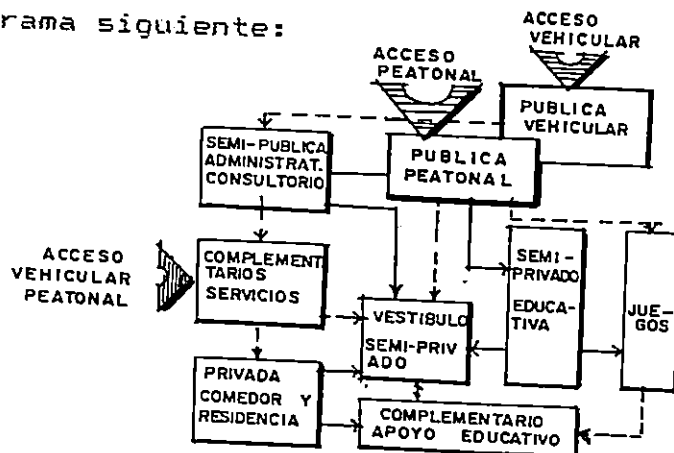 rama siguiente:
ACCESO
VEHICULAR
ACCESO
PEATONAL
PUBLICA
VEHICULAR
SEMI-PUBLICA
ADMINISTRAT.
CONSULTORIO
PUBLICA
PEATONAL
ACCESO
VEHICULAR
PEATONAL
COMPLEMEN
TARIOS
SERVICIOS
SEMI-
PRIVADO
EDUCA-
TIVA
JUE-
GOS
VESTIBULO
SEMI-PRIV
ADO
PRIVADA
COMEDOR Y
RESIDENCIA
COMPLEMENTARIO
APOYO EDUCATIVO